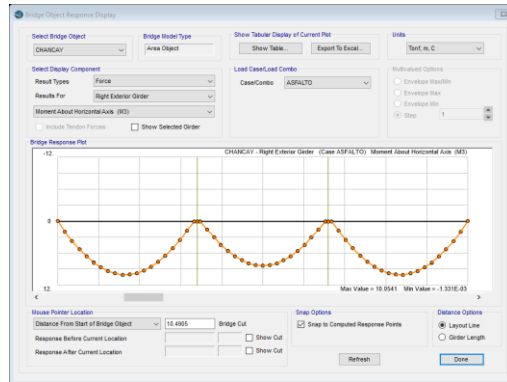 Bridge Object Response Display
Select Bridge Object
CHANCAY
Bridge Model Type
Area Object
Show Tabular Display of Current Plot
Show Table...
Export To Excel...
Units
Tonf, m, C
Select Display Component
Result Types
Force
Results For
Right Exterior Girder
Moment About Horizontal Axis (M3)
Include Tendon Forces
Show Selected Girder
Load Case/Load Combo
Case/Combo
ASFALTO
Multivalued Options
Envelope Max/Min
Envelope Max
Envelope Min
Step
1
Bridge Response Plot
-12.
CHANCAY - Right Exterior Girder (Case ASFALTO) Moment About Horizontal Axis (M3)
0
12.
Max Value = 10.0041 Min Value = -1.331E-03
Mouse Pointer Location
Distance From Start of Bridge Object
18.4905
Bridge Cut
Response Before Current Location
Show Cut
Response After Current Location
Show Cut
Snap Options
Snap to Computed Response Points
Distance Options
Layout Line
Girder Length
Refresh
Done